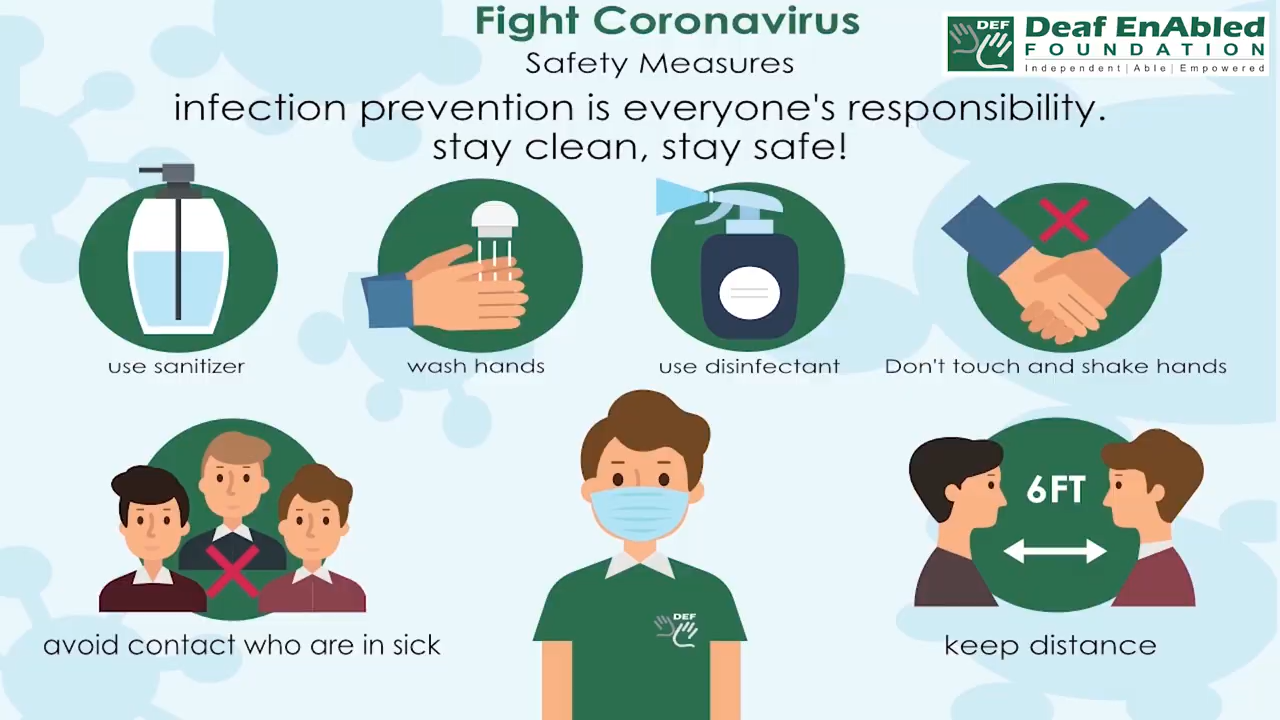 Fight Coronavirus
Safety Measures
DEF
Deaf EnAbled
FOUNDATION
Independent | Able | Empowered
infection prevention is everyone's responsibility.
stay clean, stay safe!
use sanitizer
wash hands
use disinfectant
Don't touch and shake hands
6FT
DEF
avoid contact who are in sick
keep distance